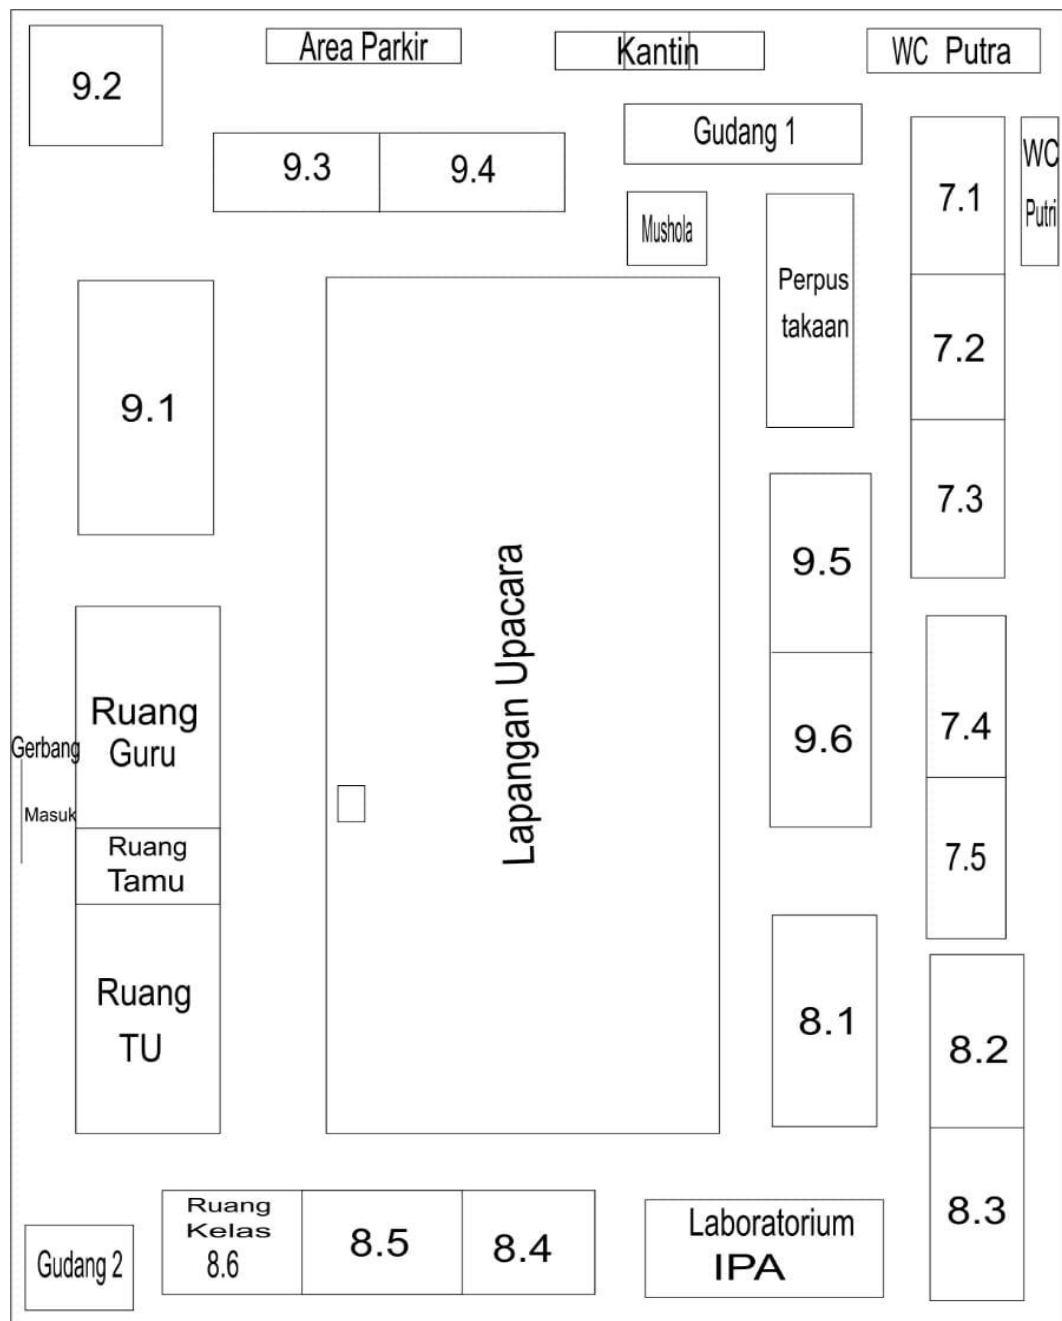 Area Parkir
Kantin
WC Putra
9.2
Gudang 1
WC
Putri
9.3
9.4
7.1
Mushola
Perpus
takaan
7.2
9.1
7.3
Lapangan Upacara
9.5
Ruang
Guru
Gerbang
Masuk
9.6
7.4
Ruang
Tamu
7.5
Ruang
TU
8.1
8.2
Ruang
Kelas
8.6
8.5
8.4
Laboratorium
IPA
8.3
Gudang 2